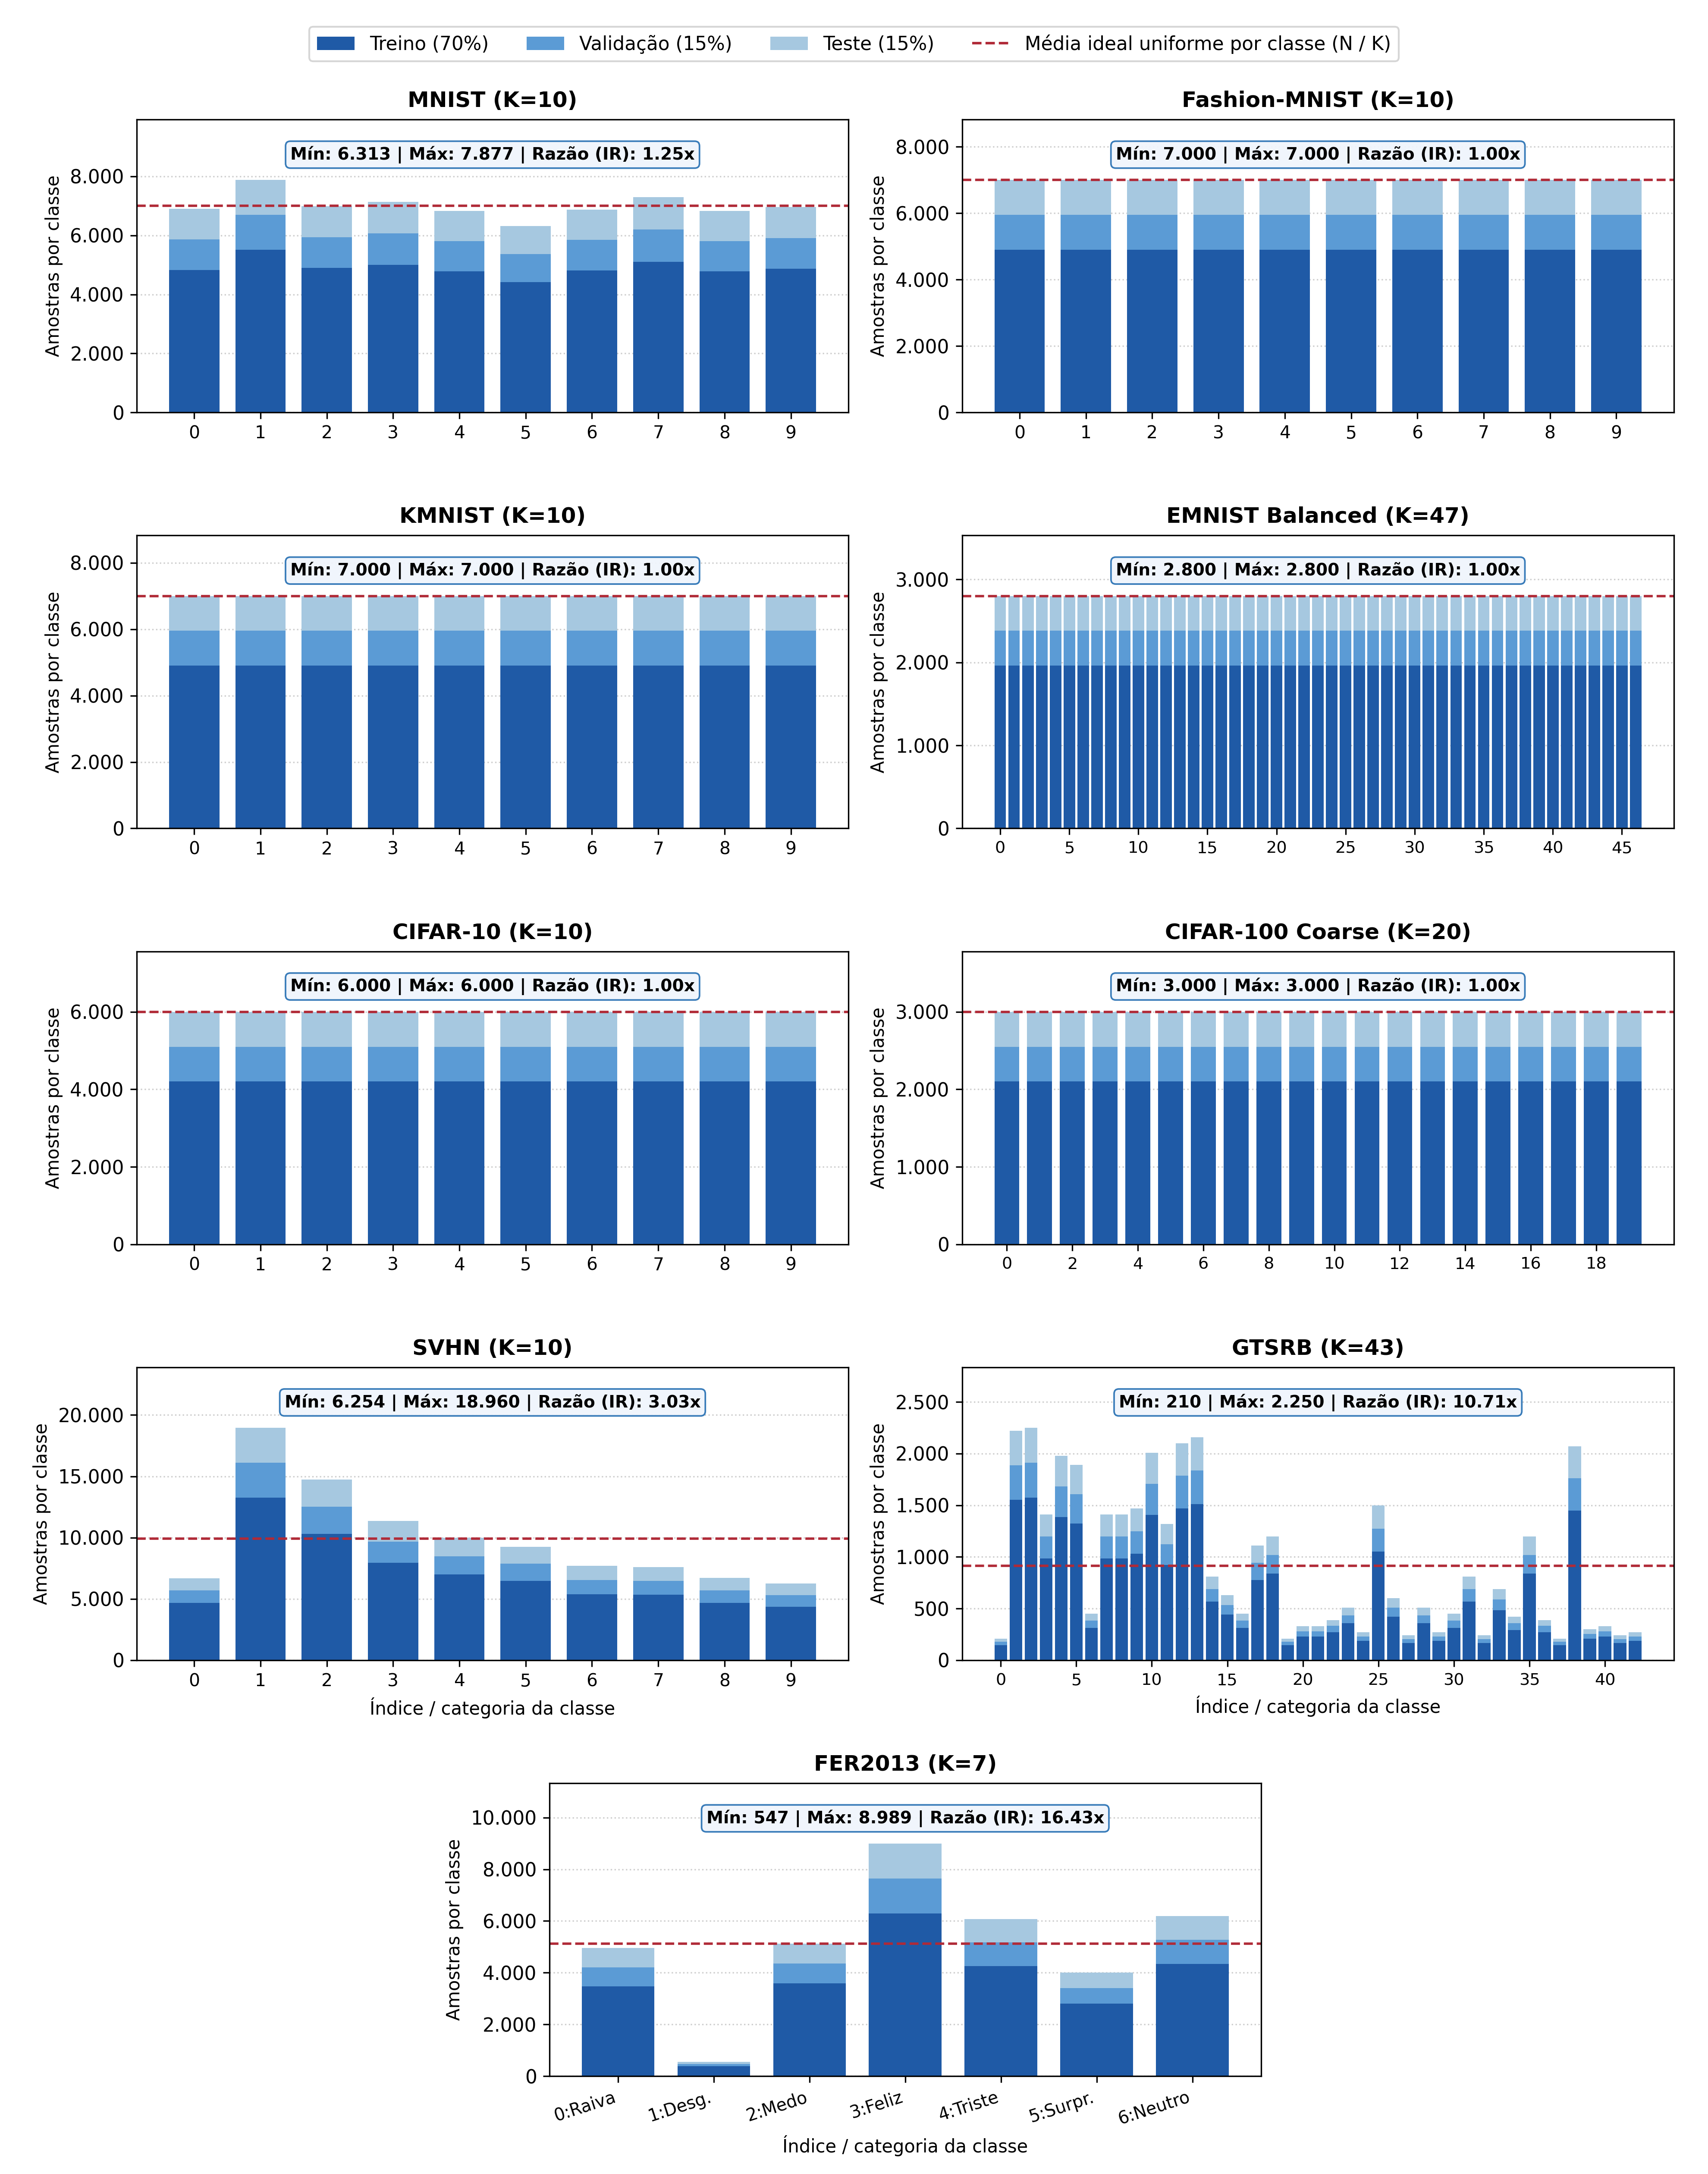 Treino (70%) Validação (15%) Teste (15%) Média ideal uniforme por classe (N / K)
MNIST (K=10)
Mín: 6.313 | Máx: 7.877 | Razão (IR): 1.25x
Amostras por classe
8.000
6.000
4.000
2.000
0
0 1 2 3 4 5 6 7 8 9
Fashion-MNIST (K=10)
Mín: 7.000 | Máx: 7.000 | Razão (IR): 1.00x
Amostras por classe
8.000
6.000
4.000
2.000
0
0 1 2 3 4 5 6 7 8 9
KMNIST (K=10)
Mín: 7.000 | Máx: 7.000 | Razão (IR): 1.00x
Amostras por classe
8.000
6.000
4.000
2.000
0
0 1 2 3 4 5 6 7 8 9
EMNIST Balanced (K=47)
Mín: 2.800 | Máx: 2.800 | Razão (IR): 1.00x
Amostras por classe
3.000
2.000
1.000
0
0 5 10 15 20 25 30 35 40 45
CIFAR-10 (K=10)
Mín: 6.000 | Máx: 6.000 | Razão (IR): 1.00x
Amostras por classe
6.000
4.000
2.000
0
0 1 2 3 4 5 6 7 8 9
CIFAR-100 Coarse (K=20)
Mín: 3.000 | Máx: 3.000 | Razão (IR): 1.00x
Amostras por classe
3.000
2.000
1.000
0
0 2 4 6 8 10 12 14 16 18
SVHN (K=10)
Mín: 6.254 | Máx: 18.960 | Razão (IR): 3.03x
Amostras por classe
20.000
15.000
10.000
5.000
0
0 1 2 3 4 5 6 7 8 9
Índice / categoria da classe
GTSRB (K=43)
Mín: 210 | Máx: 2.250 | Razão (IR): 10.71x
Amostras por classe
2.500
2.000
1.500
1.000
500
0
0 5 10 15 20 25 30 35 40
Índice / categoria da classe
FER2013 (K=7)
Mín: 547 | Máx: 8.989 | Razão (IR): 16.43x
Amostras por classe
10.000
8.000
6.000
4.000
2.000
0
0:Raiva 1:Desg. 2:Medo 3:Feliz 4:Triste 5:Surpr. 6:Neutro
Índice / categoria da classe